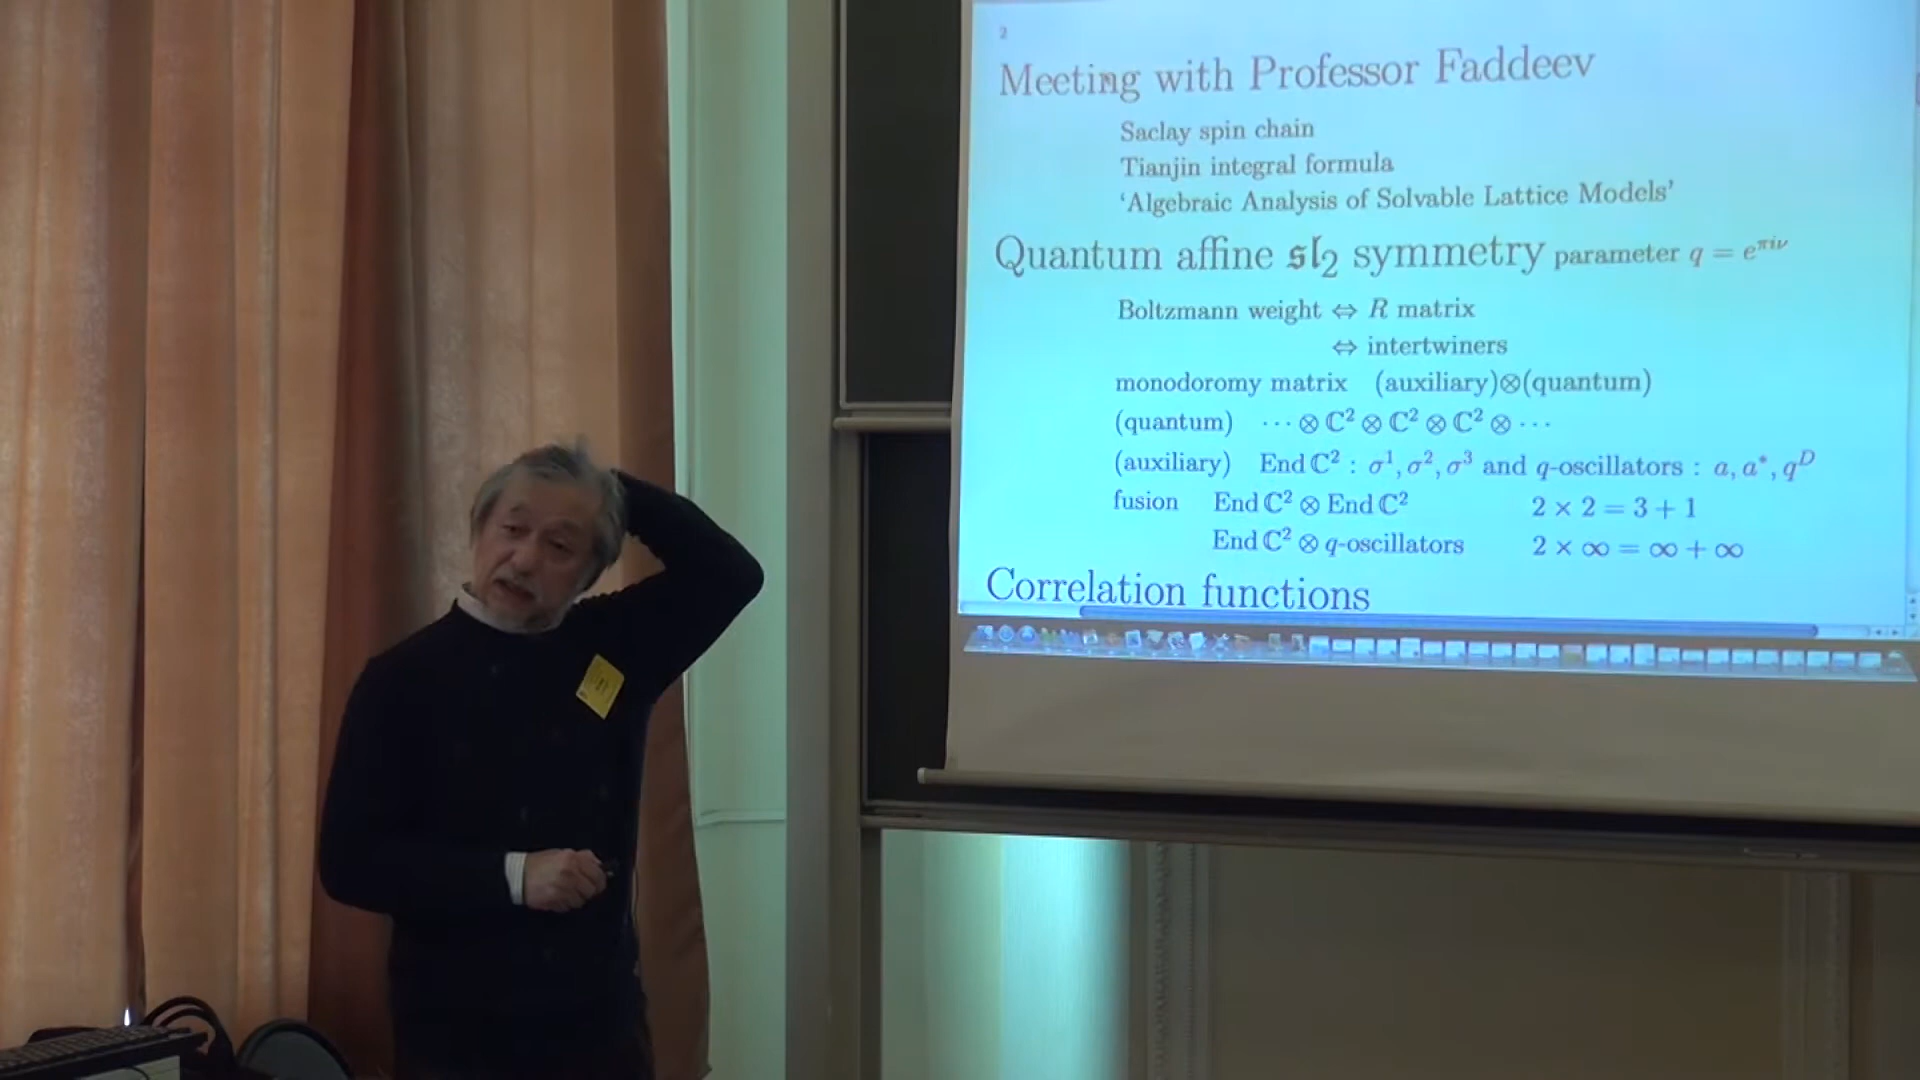 2
Meeting with Professor Faddeev
Saclay spin chain
Tianjin integral formula
‘Algebraic Analysis of Solvable Lattice Models’
Quantum affine 𝔰𝔩₂ symmetry parameter q = e^{πiν}
Boltzmann weight ⇔ R matrix
⇔ intertwiners
monodoromy matrix (auxiliary)⊗(quantum)
(quantum) ··· ⊗ ℂ² ⊗ ℂ² ⊗ ℂ² ⊗ ···
(auxiliary) End ℂ² : σ¹, σ², σ³ and q-oscillators : a, a*, q^D
fusion End ℂ² ⊗ End ℂ² 2 × 2 = 3 + 1
End ℂ² ⊗ q-oscillators 2 × ∞ = ∞ + ∞
Correlation functions